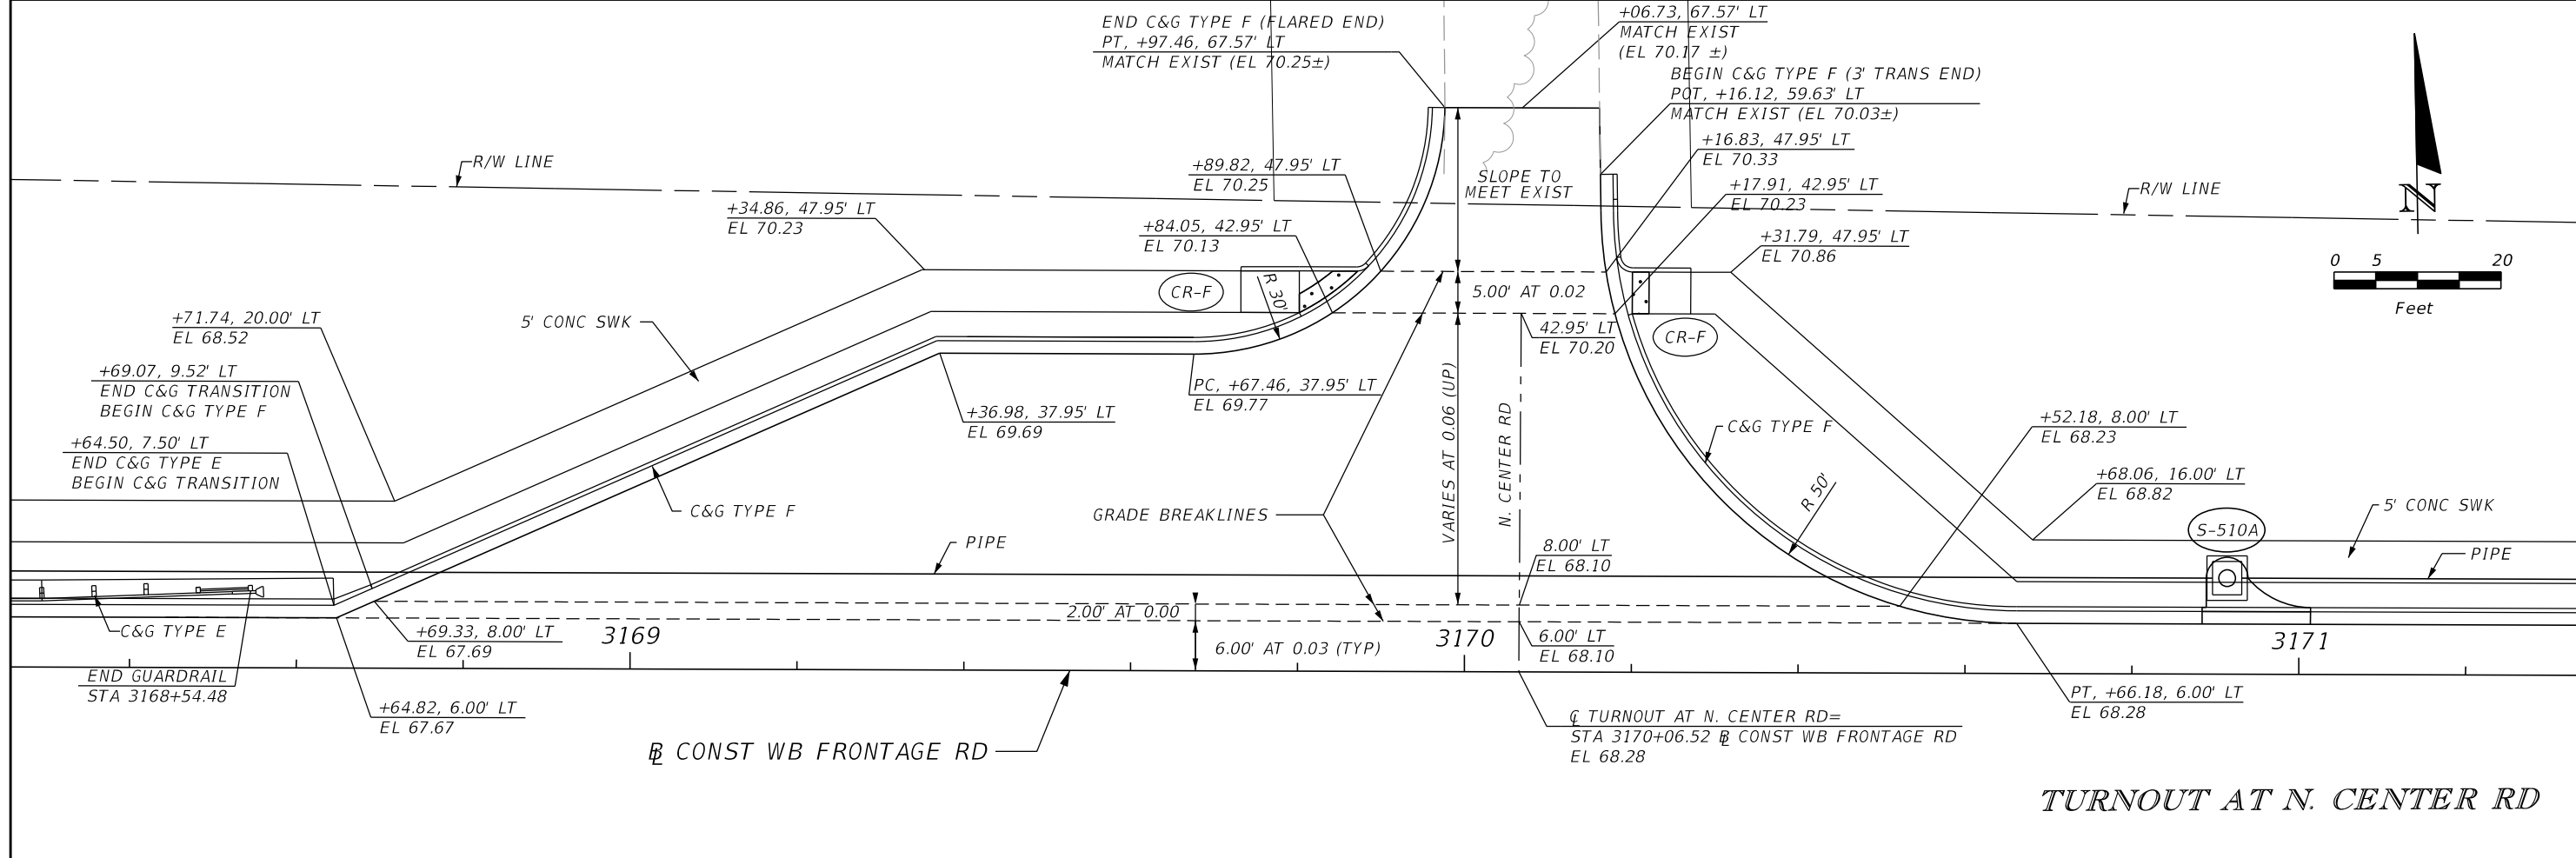 END C&G TYPE F (FLARED END)
PT, +97.46, 67.57' LT
MATCH EXIST (EL 70.25±)
+06.73, 67.57' LT
MATCH EXIST
(EL 70.17 ±)
BEGIN C&G TYPE F (3' TRANS END)
POT, +16.12, 59.63' LT
MATCH EXIST (EL 70.03±)
+16.83, 47.95' LT
EL 70.33
+17.91, 42.95' LT
EL 70.23
R/W LINE
+89.82, 47.95' LT
EL 70.25
SLOPE TO
MEET EXIST
R/W LINE
N
+34.86, 47.95' LT
EL 70.23
+84.05, 42.95' LT
EL 70.13
+31.79, 47.95' LT
EL 70.86
0 5 20
Feet
CR-F
R 30'
5.00' AT 0.02
CR-F
+71.74, 20.00' LT
EL 68.52
5' CONC SWK
42.95' LT
EL 70.20
+69.07, 9.52' LT
END C&G TRANSITION
BEGIN C&G TYPE F
PC, +67.46, 37.95' LT
EL 69.77
+36.98, 37.95' LT
EL 69.69
VARIES AT 0.06 (UP)
N. CENTER RD
C&G TYPE F
+52.18, 8.00' LT
EL 68.23
+64.50, 7.50' LT
END C&G TYPE E
BEGIN C&G TRANSITION
R 50'
+68.06, 16.00' LT
EL 68.82
C&G TYPE F
GRADE BREAKLINES
5' CONC SWK
S-510A
PIPE
8.00' LT
EL 68.10
PIPE
2.00' AT 0.00
C&G TYPE E
+69.33, 8.00' LT
EL 67.69
3169
6.00' AT 0.03 (TYP)
3170
6.00' LT
EL 68.10
3171
END GUARDRAIL
STA 3168+54.48
+64.82, 6.00' LT
EL 67.67
PT, +66.18, 6.00' LT
EL 68.28
BL CONST WB FRONTAGE RD
CL TURNOUT AT N. CENTER RD=
STA 3170+06.52 BL CONST WB FRONTAGE RD
EL 68.28
TURNOUT AT N. CENTER RD